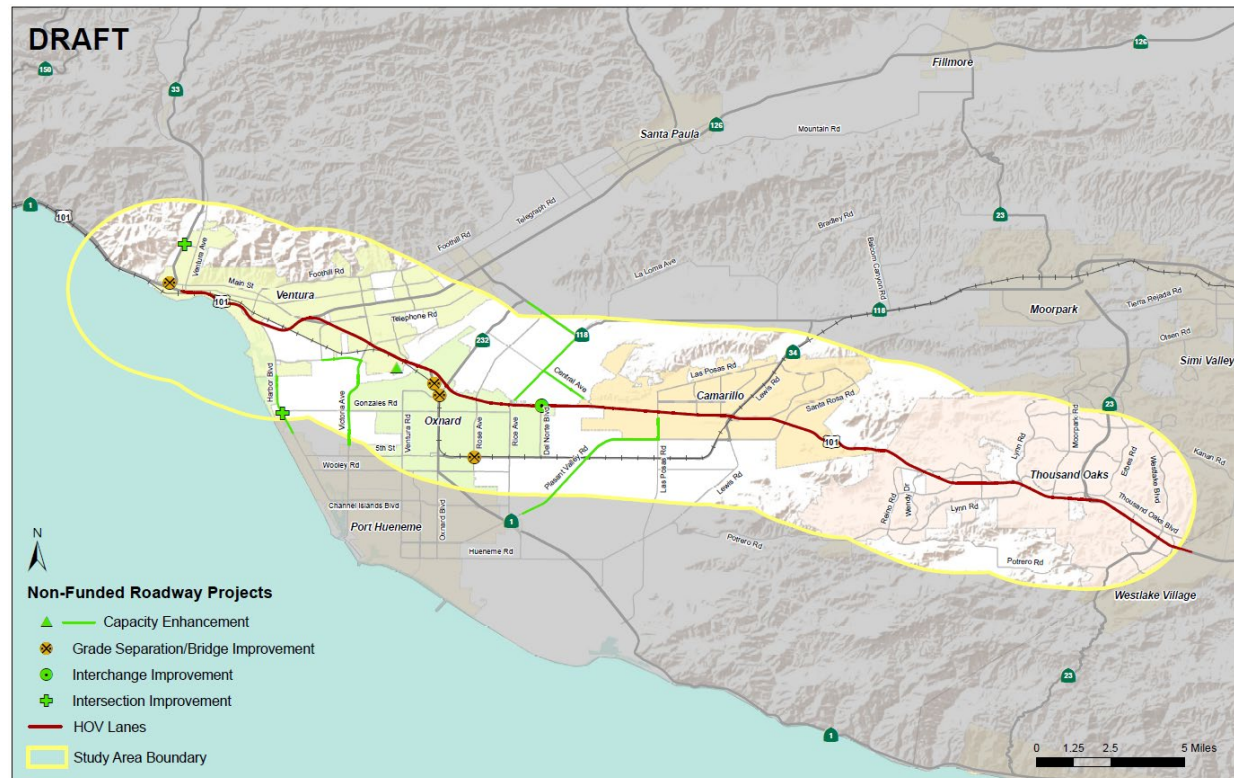 DRAFT
150
33
126
Fillmore
126
Santa Paula
Mountain Rd
Telegraph Rd
1
101
23
Bradley Rd
Balcom Canyon Rd
Foothill Rd
La Loma Ave
Ventura Ave
Foothill Rd
Main St
Ventura
101
118
Moorpark
Tierra Rejada Rd
Olsen Rd
Simi Valley
Telephone Rd
232
118
34
Harbor Blvd
Central Ave
Las Posas Rd
Camarillo
Lewis Rd
Santa Rosa Rd
23
Victoria Ave
Gonzales Rd
Oxnard
Ventura Rd
Rose Ave
Rice Ave
Del Norte Blvd
101
Moorpark Rd
Lynn Rd
Erbes Rd
Westlake Blvd
Kanan Rd
5th St
Wooley Rd
Pleasant Valley Rd
Las Posas Rd
Lewis Rd
Thousand Oaks
Thousand Oaks Blvd
Reino Rd
Wendy Dr
Lynn Rd
Channel Islands Blvd
Port Hueneme
Oxnard Blvd
1
Hueneme Rd
Potrero Rd
Potrero Rd
Westlake Village
23
1
N
Non-Funded Roadway Projects
Capacity Enhancement
Grade Separation/Bridge Improvement
Interchange Improvement
Intersection Improvement
HOV Lanes
Study Area Boundary
0 1.25 2.5 5 Miles